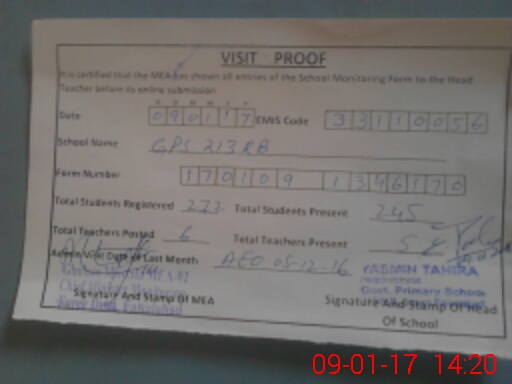 VISIT PROOF
It is certified that the MEA has shown all entries of the School Monitoring Form to the Head
Teacher before its online submission
D D M M Y Y
Date 090117 EMIS Code 33110056
School Name GPS 213 RB
Form Number 170109 1346170
Total Students Registered 273 Total Students Present 245
Total Teachers Posted 6 Total Teachers Present 5
Admin Visit Date of Last Month AEO 05-12-16
YASMIN TAHIRA
Govt. Primary School
Signature And Stamp Of MEA
Signature And Stamp Of Head
Of School
09-01-17 14:20